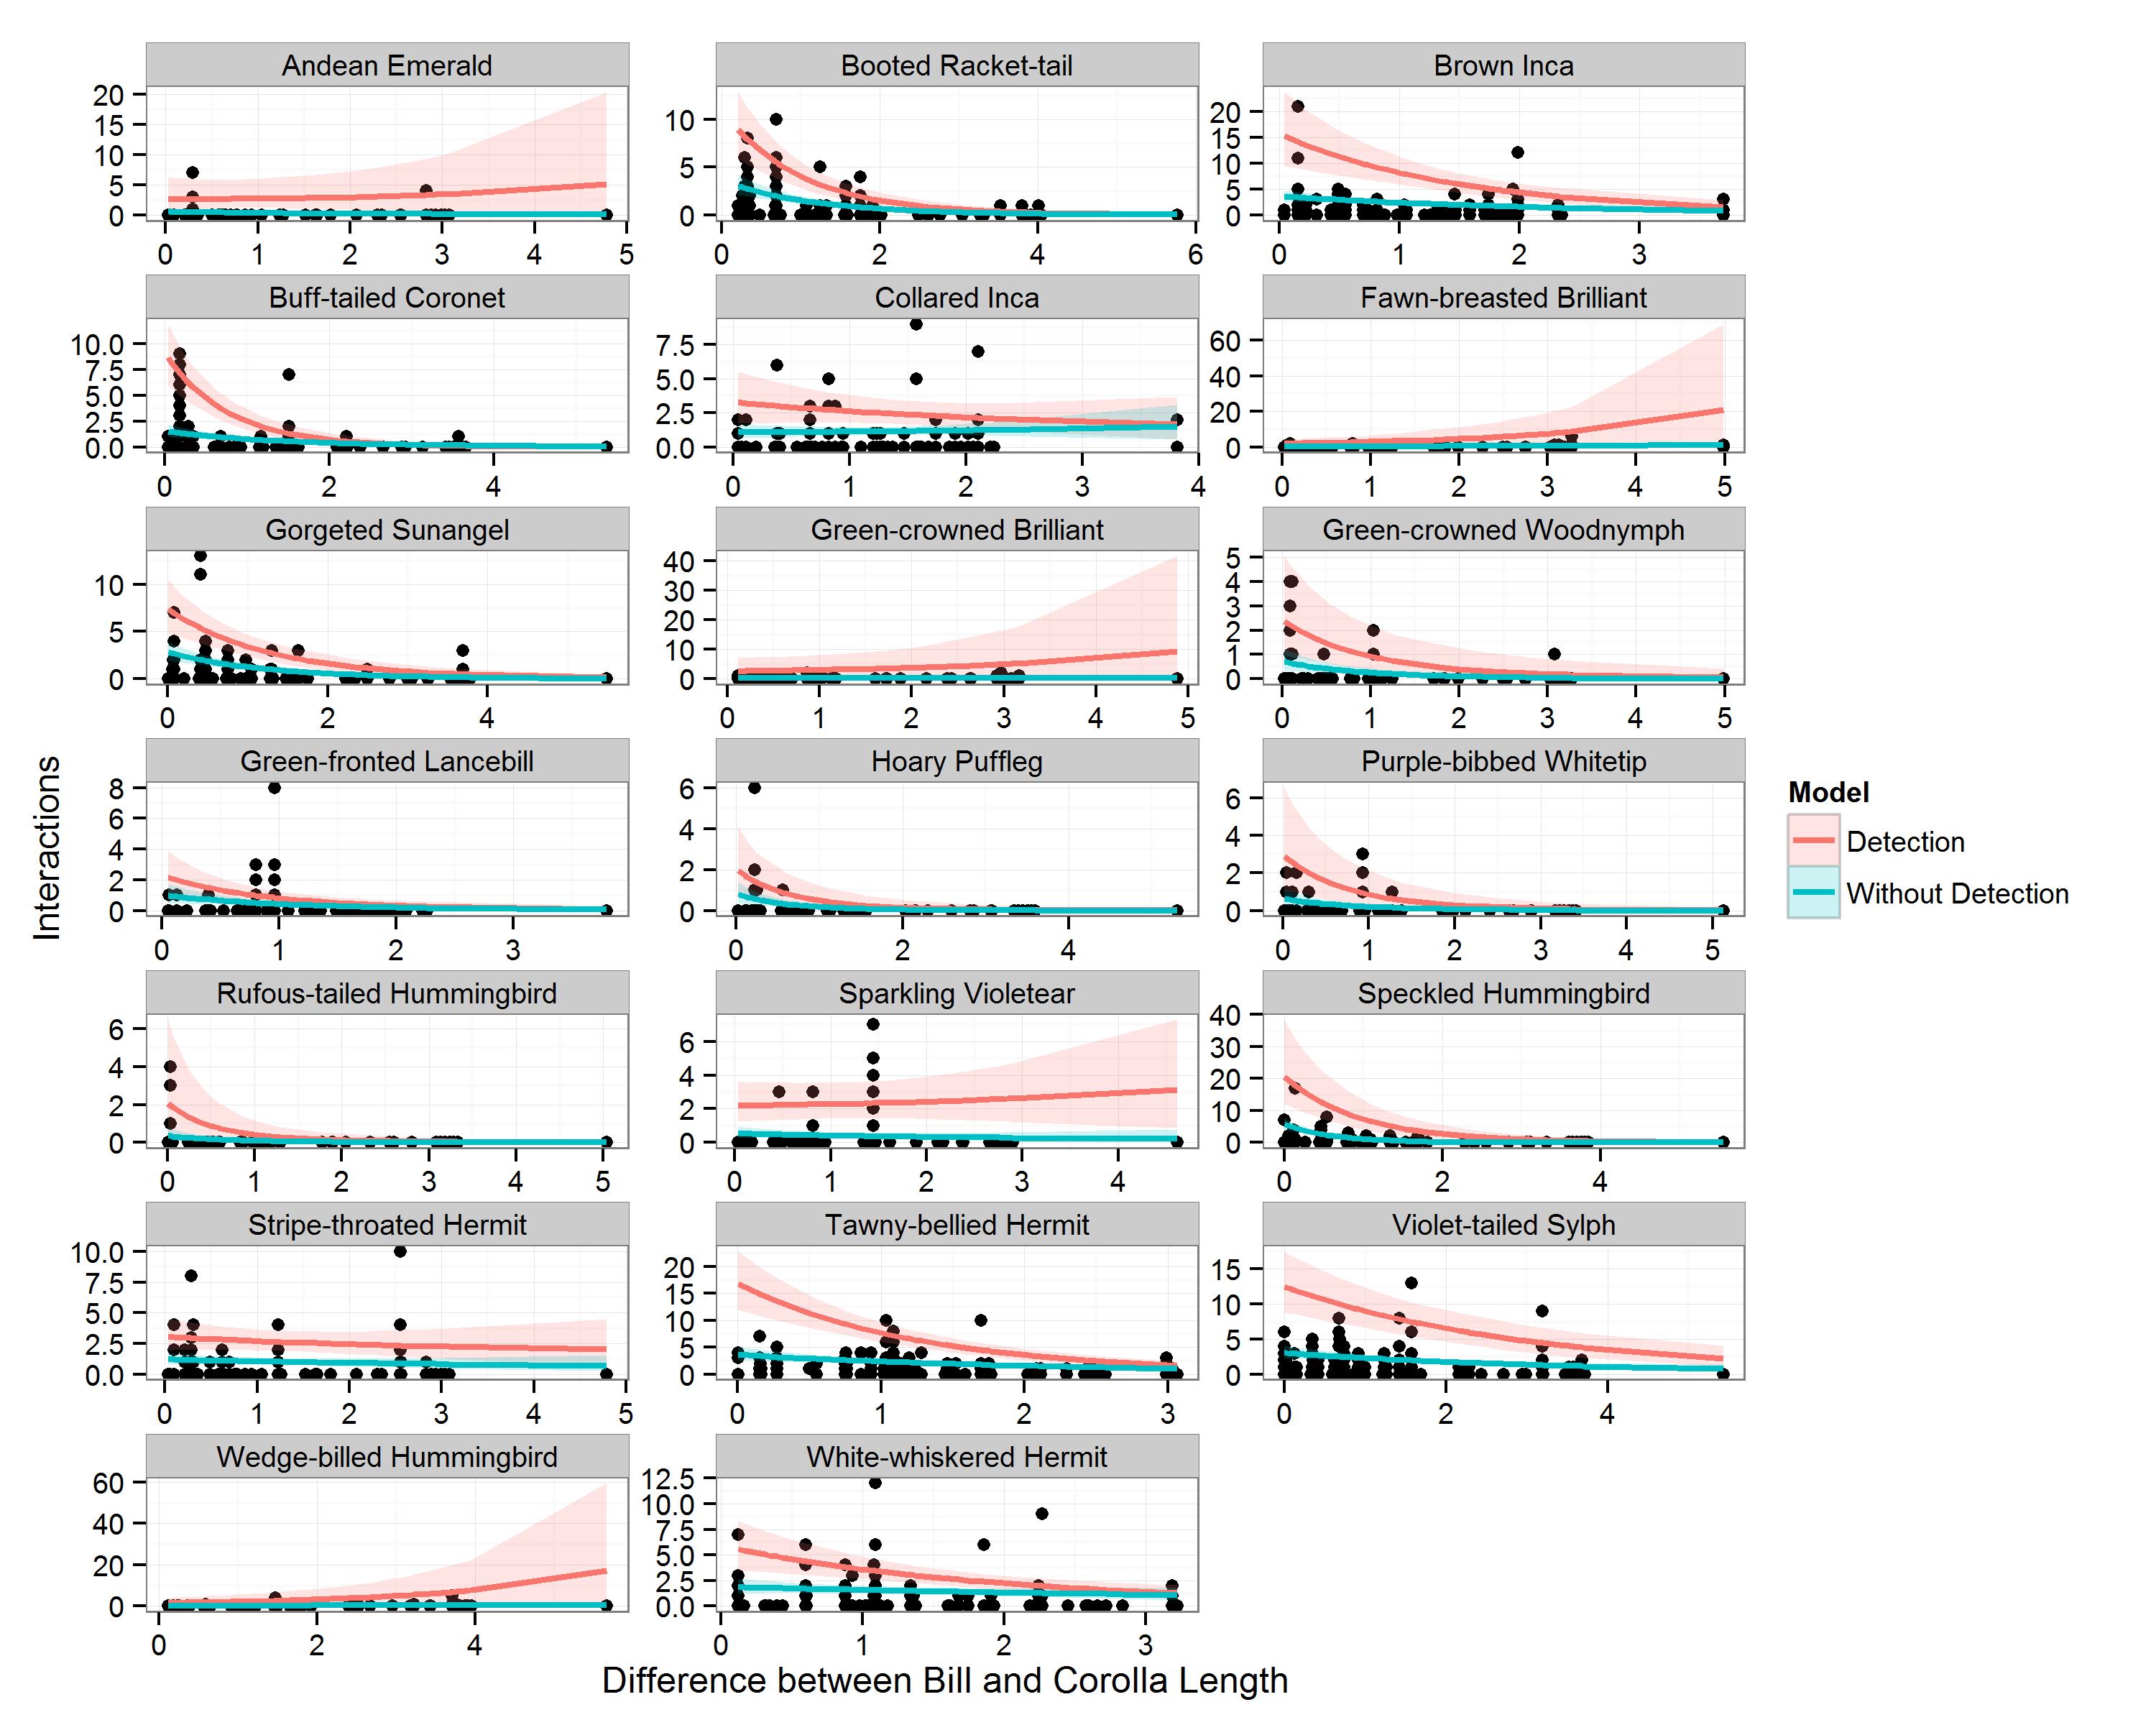 Andean Emerald Booted Racket-tail Brown Inca
20 15 10 5 0
10 5 0
20 15 10 5 0
0 1 2 3 4 5 0 2 4 6 0 1 2 3
Buff-tailed Coronet Collared Inca Fawn-breasted Brilliant
10.0 7.5 5.0 2.5 0.0
7.5 5.0 2.5 0.0
60 40 20 0
0 2 4 0 1 2 3 4 0 1 2 3 4 5
Gorgeted Sunangel Green-crowned Brilliant Green-crowned Woodnymph
10 5 0
40 30 20 10 0
5 4 3 2 1 0
0 2 4 0 1 2 3 4 5 0 1 2 3 4 5
Green-fronted Lancebill Hoary Puffleg Purple-bibbed Whitetip
8 6 4 2 0
6 4 2 0
6 4 2 0
0 1 2 3 0 2 4 0 1 2 3 4 5
Rufous-tailed Hummingbird Sparkling Violetear Speckled Hummingbird
6 4 2 0
6 4 2 0
40 30 20 10 0
0 1 2 3 4 5 0 1 2 3 4 0 2 4
Stripe-throated Hermit Tawny-bellied Hermit Violet-tailed Sylph
10.0 7.5 5.0 2.5 0.0
20 15 10 5 0
15 10 5 0
0 1 2 3 4 5 0 1 2 3 0 2 4
Wedge-billed Hummingbird White-whiskered Hermit
60 40 20 0
12.5 10.0 7.5 5.0 2.5 0.0
0 2 4 0 1 2 3
Interactions
Difference between Bill and Corolla Length
Model
Detection
Without Detection